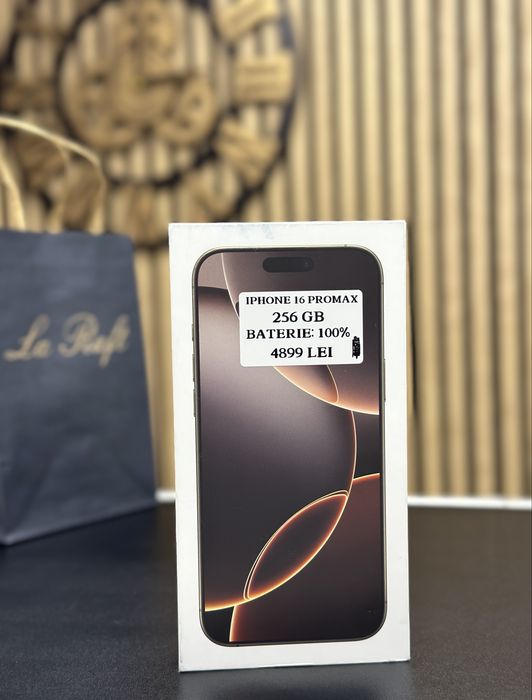 La Raft
IPHONE 16 PROMAX
256 GB
BATERIE: 100%
4899 LEI